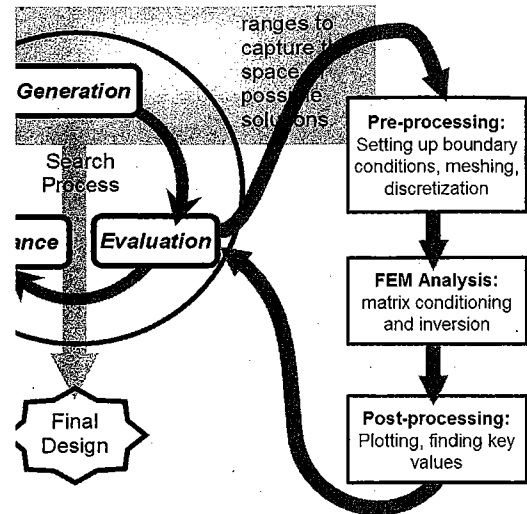 ranges to
capture
space
possible
solutions
Generation
Search
Process
ance
Evaluation
Final
Design
Pre-processing:
Setting up boundary
conditions, meshing,
discretization
FEM Analysis:
matrix conditioning
and inversion
Post-processing:
Plotting, finding key
values